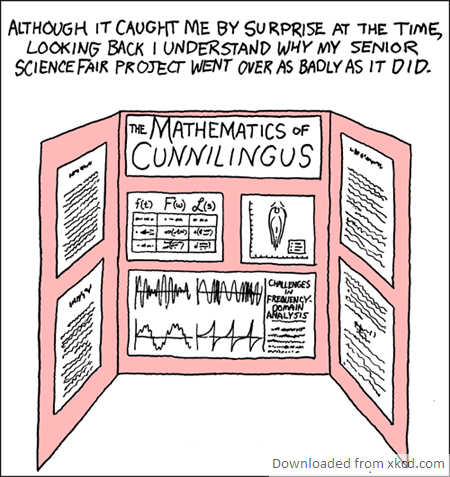 ALTHOUGH IT CAUGHT ME BY SURPRISE AT THE TIME,
LOOKING BACK I UNDERSTAND WHY MY SENIOR
SCIENCE FAIR PROJECT WENT OVER AS BADLY AS IT DID.
THE MATHEMATICS OF
CUNNILINGUS
f(t) F(ω) ℒ(s)
CHALLENGES
IN
FREQUENCY-
DOMAIN
ANALYSIS
Downloaded from xkcd.com